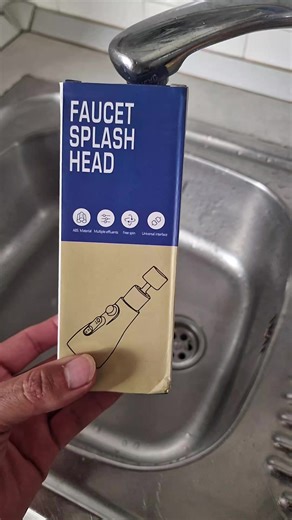 FAUCET
SPLASH
HEAD
ABS Material Multiple effluents Free spin Universal interface